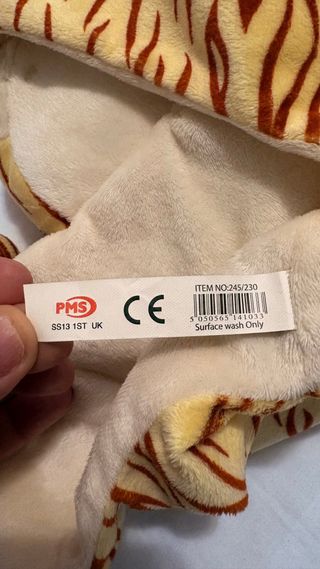 PMS
SS13 1ST UK
CE
ITEM NO:245/230
5 050565 141033
Surface wash Only